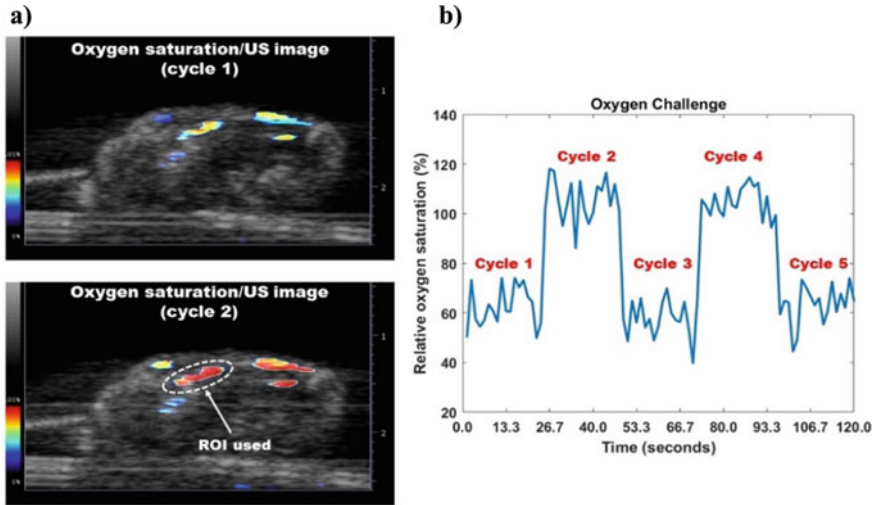 a)
Oxygen saturation/US image
(cycle 1)
1
2
0%
Oxygen saturation/US image
(cycle 2)
1
2
0%
ROI used
b)
Oxygen Challenge
Relative oxygen saturation (%)
140
120
100
80
60
40
20
Cycle 1
Cycle 2
Cycle 3
Cycle 4
Cycle 5
0.0 13.3 26.7 40.0 53.3 66.7 80.0 93.3 106.7 120.0
Time (seconds)